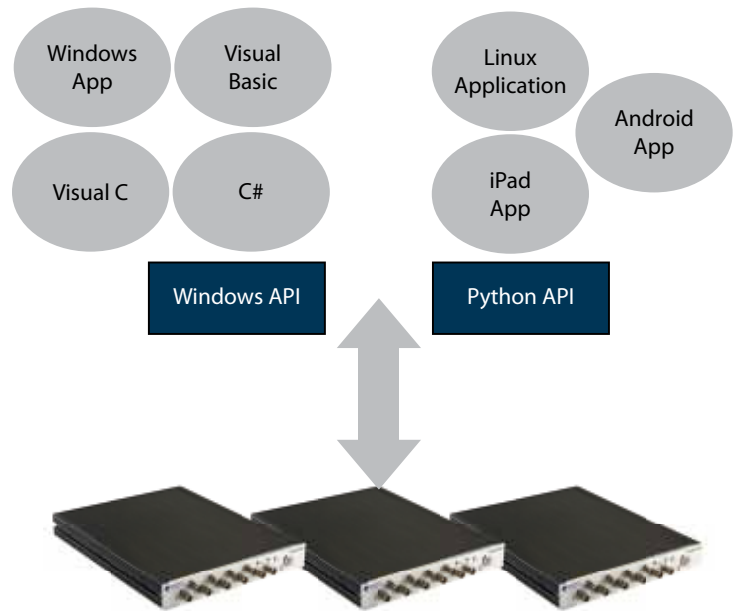 Windows
App
Visual
Basic
Visual C
C#
Windows API
Linux
Application
Android
App
iPad
App
Python API